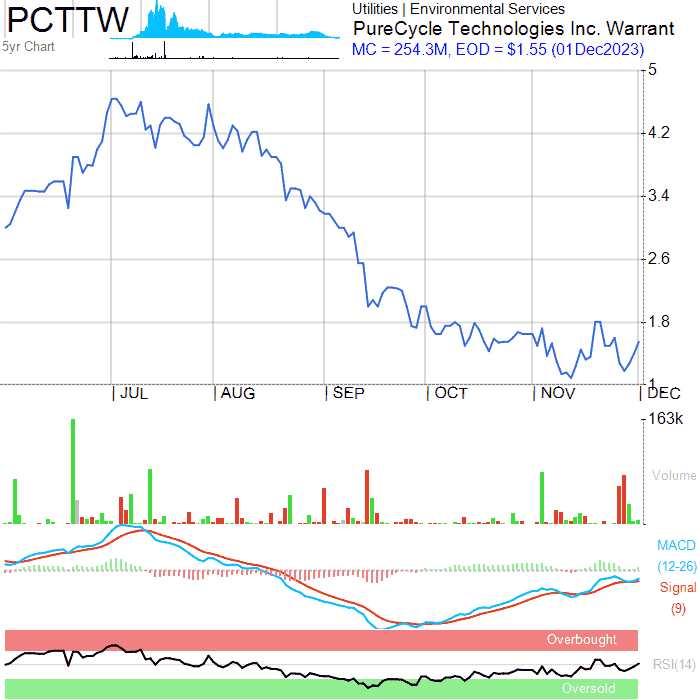 PCTTW
5yr Chart
Utilities | Environmental Services
PureCycle Technologies Inc. Warrant
MC = 254.3M, EOD = $1.55 (01Dec2023)
5
4.2
3.4
2.6
1.8
1
JUL
AUG
SEP
OCT
NOV
DEC
163k
Volume
MACD
(12-26)
Signal
(9)
Overbought
RSI(14)
Oversold